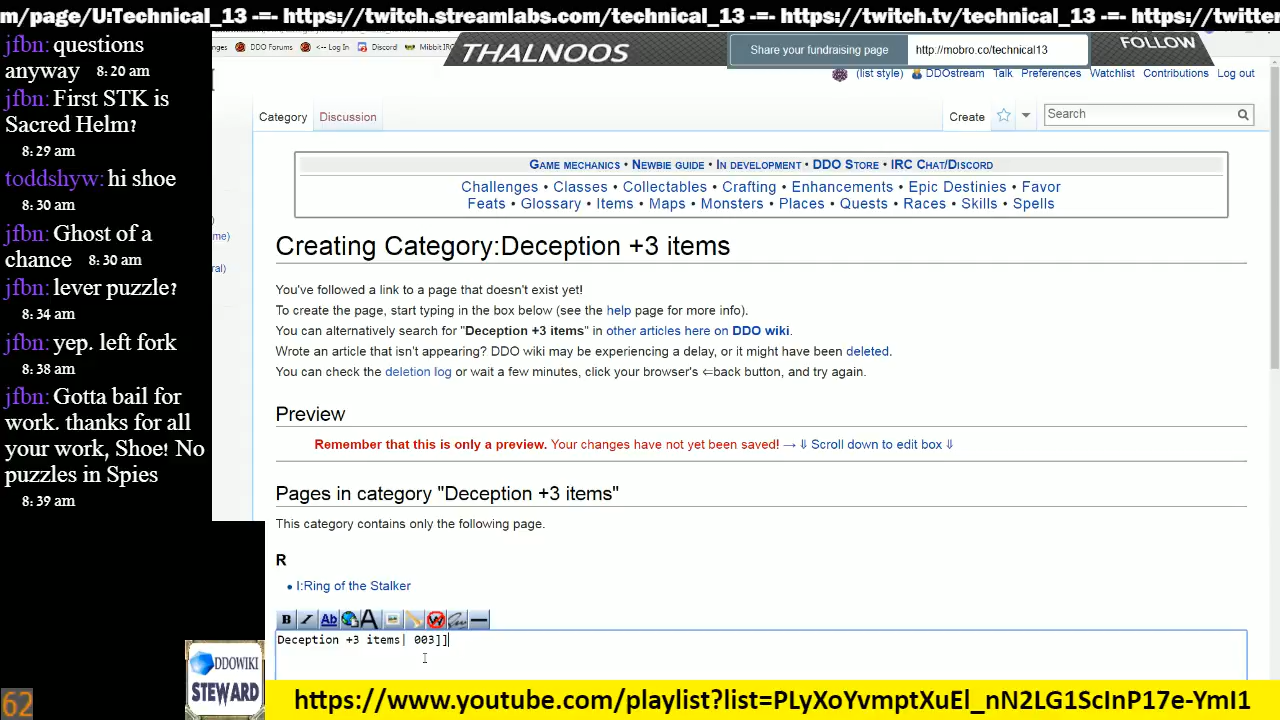 m/page/U:Technical_13 -=- https://twitch.streamlabs.com/technical_13 -=- https://twitch.tv/technical_13 -=- https://twitter
jfbn: questions
anyway 8:20 am
jfbn: First STK is
Sacred Helm?
8:29 am
toddshyw: hi shoe
8:30 am
jfbn: Ghost of a
chance 8:30 am
jfbn: lever puzzle?
8:34 am
jfbn: yep. left fork
8:38 am
jfbn: Gotta bail for
work. thanks for all
your work, Shoe! No
puzzles in Spies
8:39 am
nges DDO Forums <-- Log In Discord Mibbit IR
THALNOOS
Share your fundraising page http://mobro.co/technical13
FOLLOW
(list style) DDOstream Talk Preferences Watchlist Contributions Log out
Category Discussion Create Search
GAME MECHANICS • NEWBIE GUIDE • IN DEVELOPMENT • DDO STORE • IRC CHAT/DISCORD
Challenges • Classes • Collectables • Crafting • Enhancements • Epic Destinies • Favor
Feats • Glossary • Items • Maps • Monsters • Places • Quests • Races • Skills • Spells
)
me)
ral)
Creating Category:Deception +3 items
You've followed a link to a page that doesn't exist yet!
To create the page, start typing in the box below (see the help page for more info).
You can alternatively search for "Deception +3 items" in other articles here on DDO wiki.
Wrote an article that isn't appearing? DDO wiki may be experiencing a delay, or it might have been deleted.
You can check the deletion log or wait a few minutes, click your browser's ⇐back button, and try again.
Preview
Remember that this is only a preview. Your changes have not yet been saved! → ⇓ Scroll down to edit box ⇓
Pages in category "Deception +3 items"
This category contains only the following page.
R
• I:Ring of the Stalker
B I Ab A W
Deception +3 items| 003]]
DDOWIKI
STEWARD
62
https://www.youtube.com/playlist?list=PLyXoYvmptXuEl_nN2LG1ScInP17e-YmI1